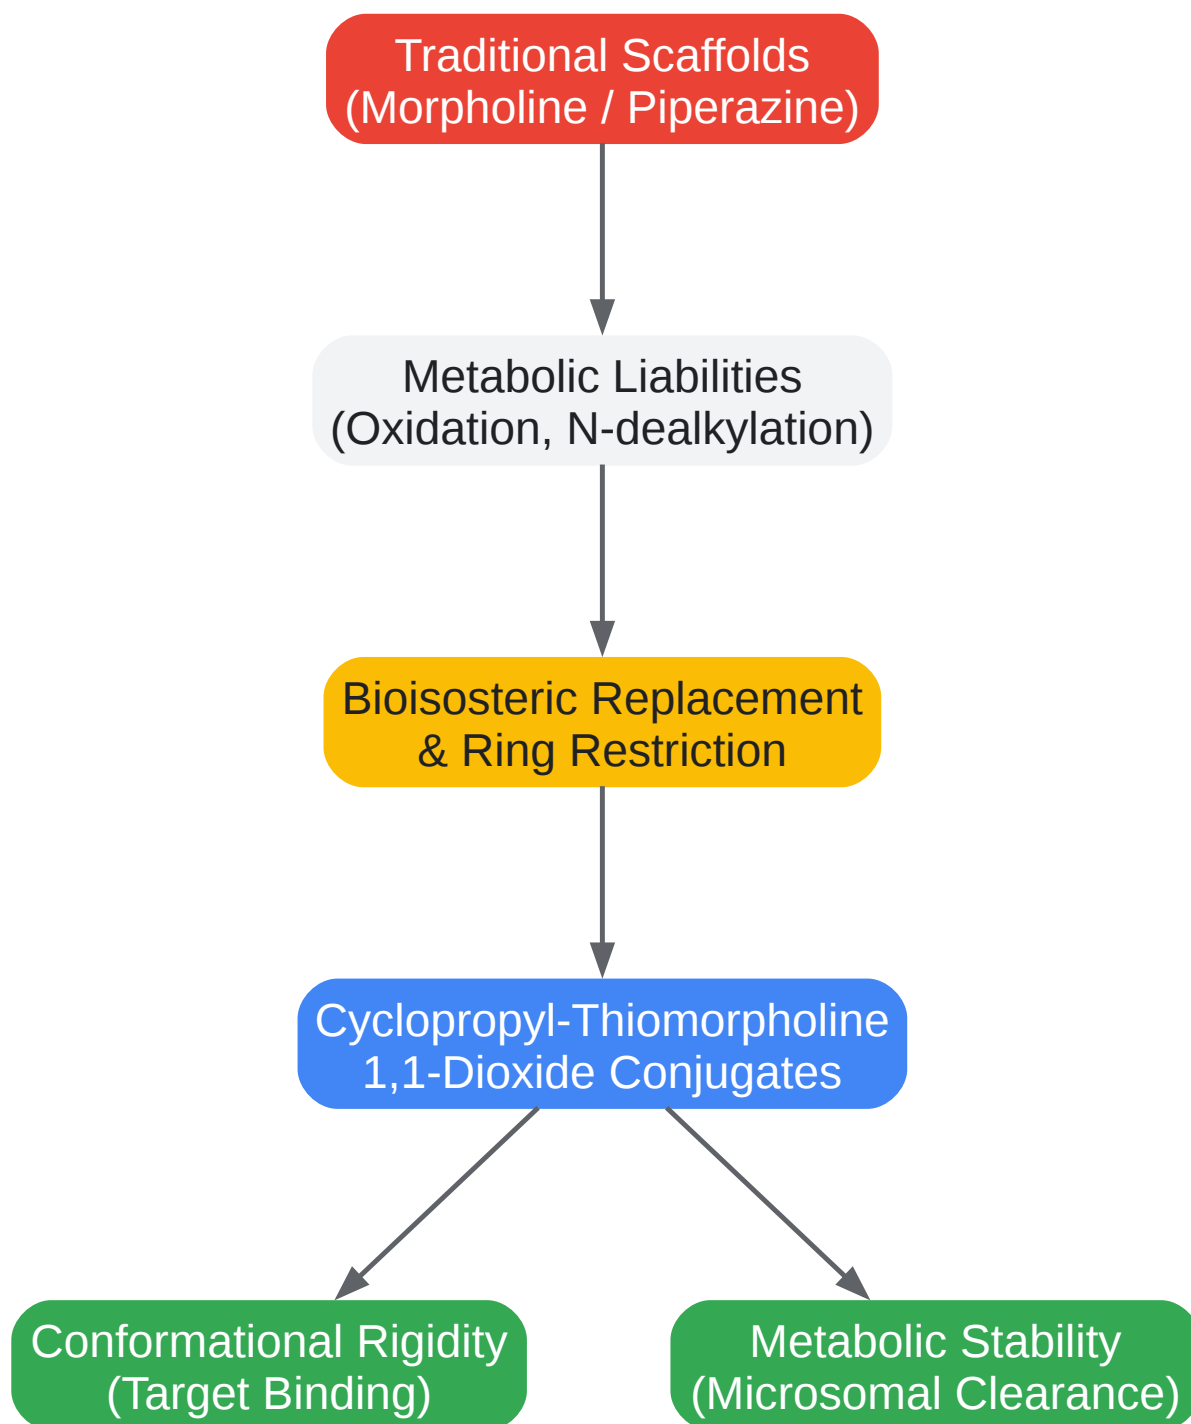 Traditional Scaffolds
(Morpholine / Piperazine)
Metabolic Liabilities
(Oxidation, N-dealkylation)
Bioisosteric Replacement
& Ring Restriction
Cyclopropyl-Thiomorpholine
1,1-Dioxide Conjugates
Conformational Rigidity
(Target Binding)
Metabolic Stability
(Microsomal Clearance)